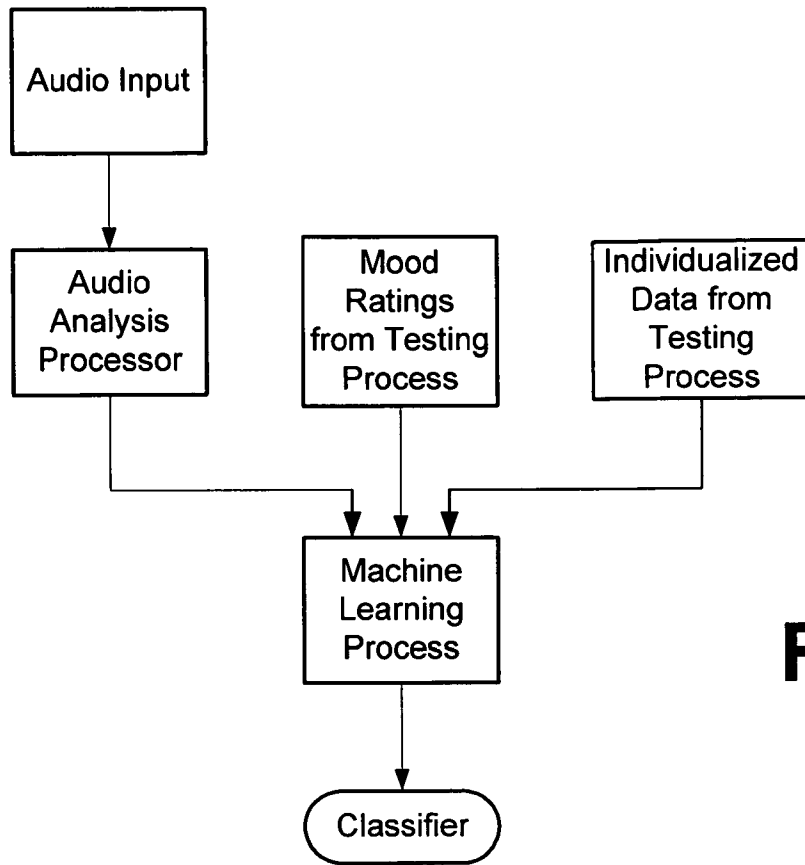 Audio Input
Audio
Analysis
Processor
Mood
Ratings
from Testing
Process
Individualized
Data from
Testing
Process
Machine
Learning
Process
F
Classifier